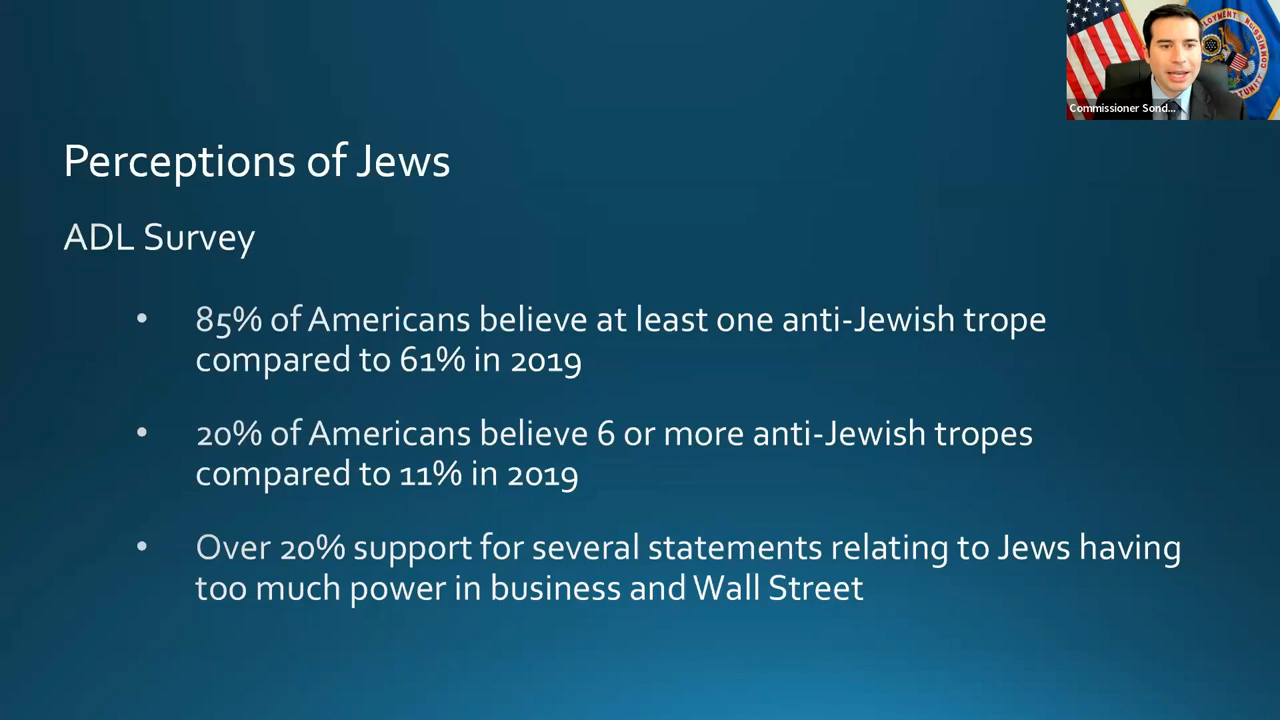 Commissioner Sond...
Perceptions of Jews
ADL Survey
• 85% of Americans believe at least one anti-Jewish trope
compared to 61% in 2019
• 20% of Americans believe 6 or more anti-Jewish tropes
compared to 11% in 2019
• Over 20% support for several statements relating to Jews having
too much power in business and Wall Street